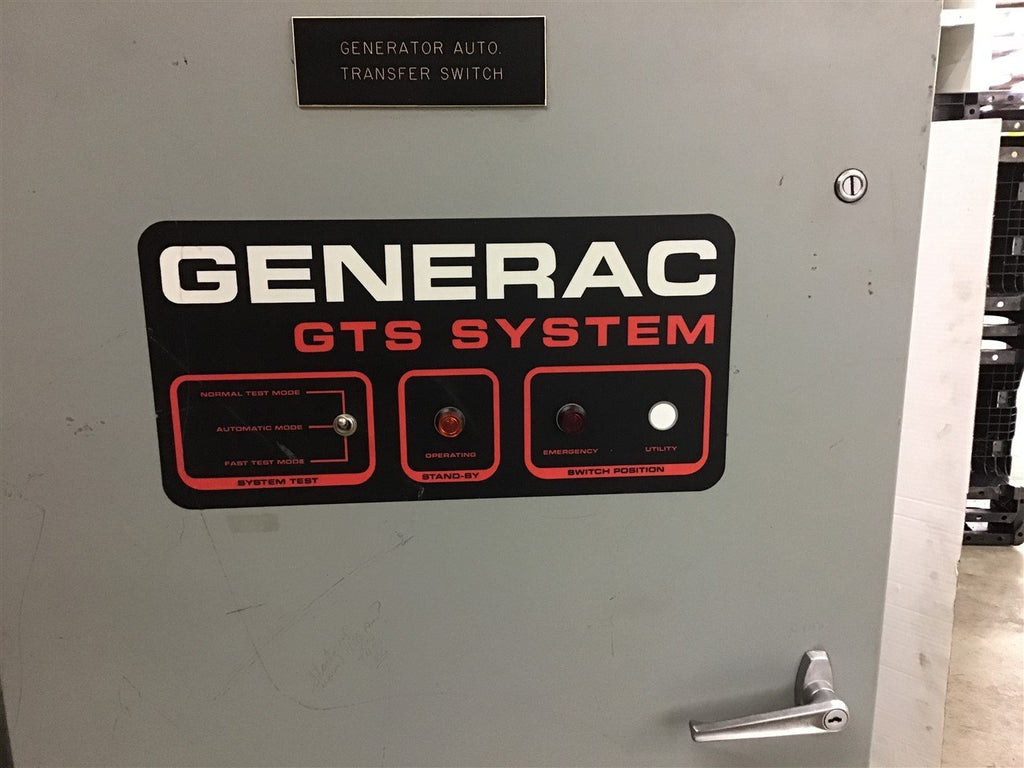 GENERATOR AUTO.
TRANSFER SWITCH
GENERAC
GTS SYSTEM
NORMAL TEST MODE
AUTOMATIC MODE
FAST TEST MODE
SYSTEM TEST
OPERATING
STAND-BY
EMERGENCY
UTILITY
SWITCH POSITION